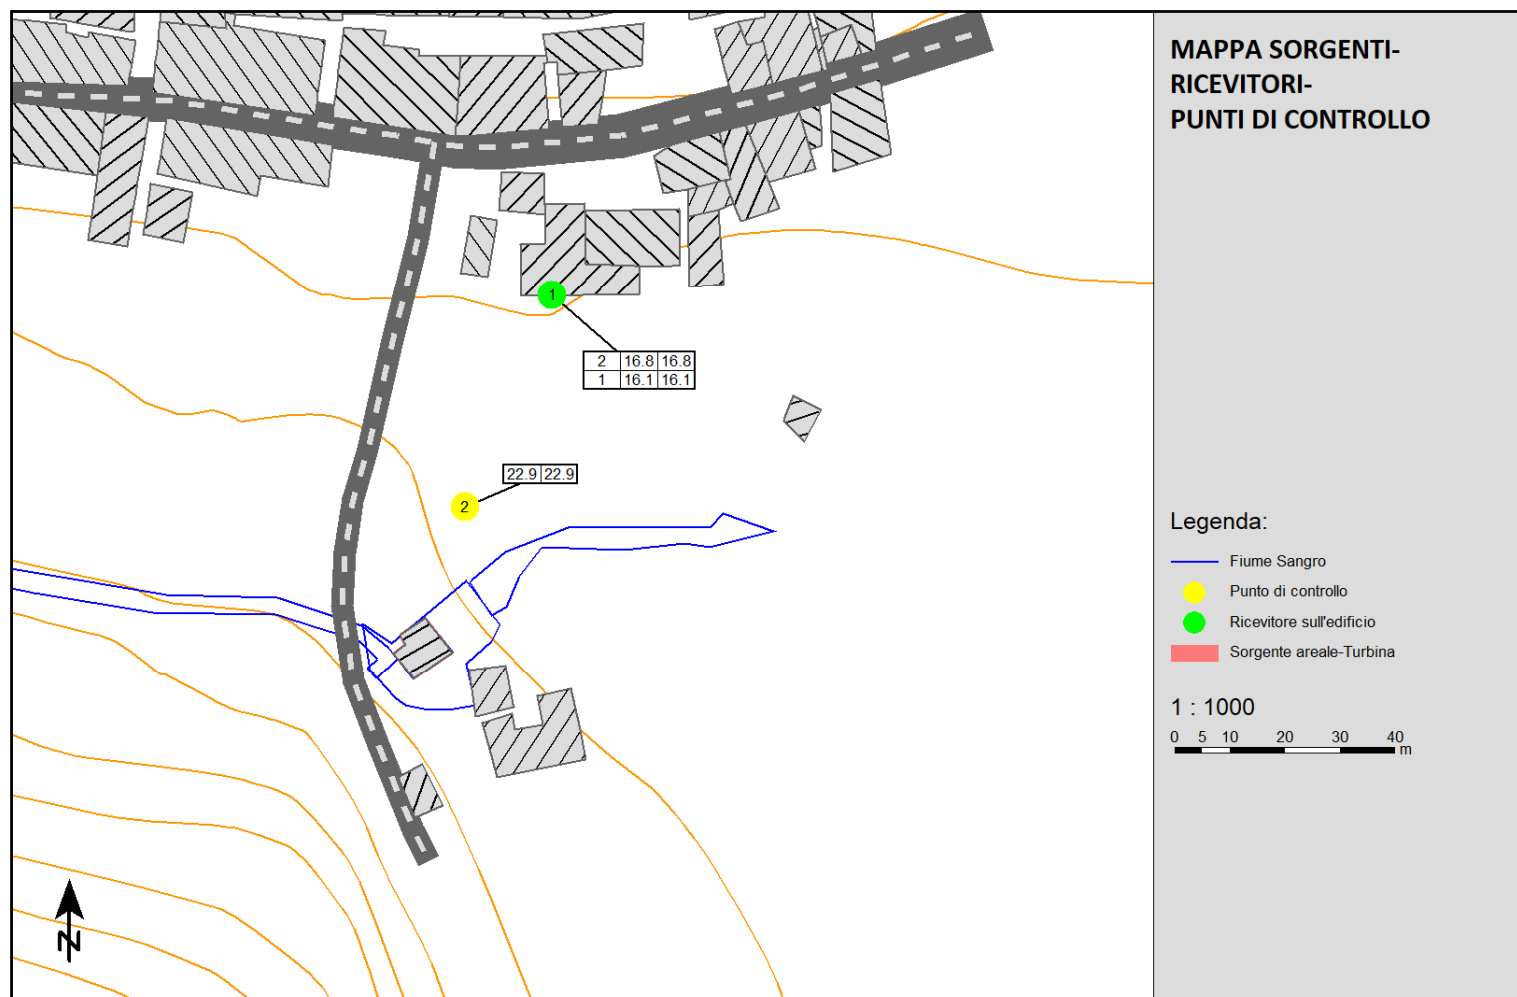 MAPPA SORGENTI-
RICEVITORI-
PUNTI DI CONTROLLO
1
2 16.8 16.8
1 16.1 16.1
22.9 22.9
2
Legenda:
Fiume Sangro
Punto di controllo
Ricevitore sull'edificio
Sorgente areale-Turbina
1 : 1000
0 5 10 20 30 40
m
N